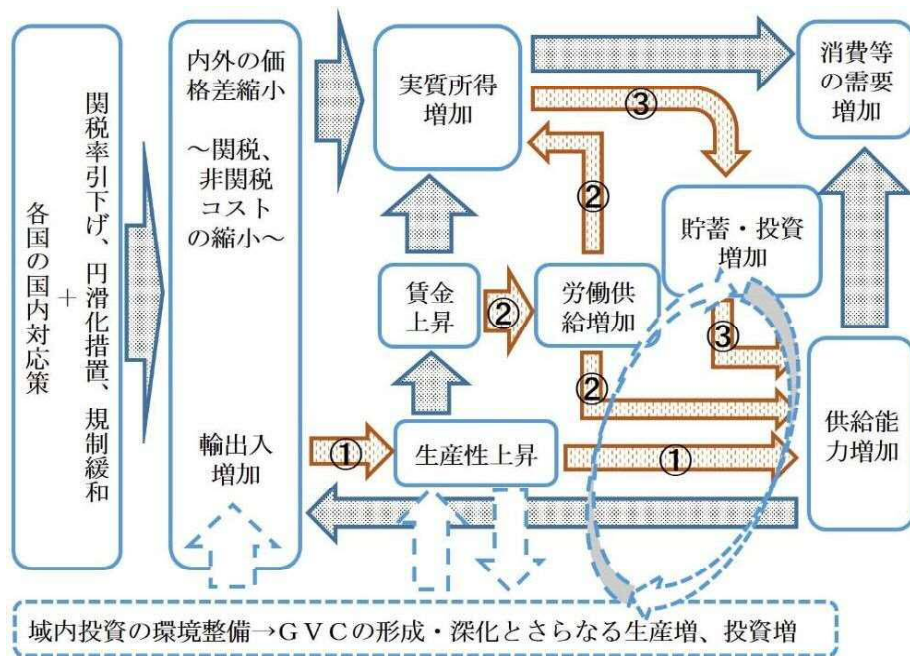 関税率引下げ、円滑化措置、規制緩和
＋
各国の国内対応策
内外の価
格差縮小
～関税、
非関税
コスト
の縮小～
輸出入
増加
実質所得
増加
消費等
の需要
増加
③
②
貯蓄・投資
増加
賃金
上昇
②
労働供
給増加
③
②
供給能
力増加
①
生産性上昇
①
域内投資の環境整備→ＧＶＣの形成・深化とさらなる生産増、投資増